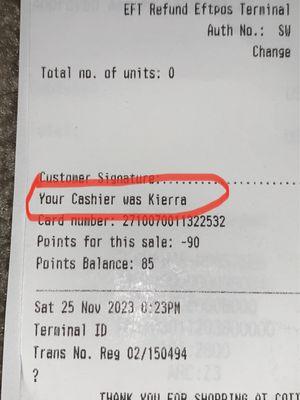 EFT Refund Eftpos Terminal
Auth No.: SW
Change
Total no. of units: 0
Customer Signature:.....................
Your Cashier was Kierra
Card number: 2710070011322532
Points for this sale: -90
Points Balance: 85
Sat 25 Nov 2023 0:23PM
Terminal ID
Trans No. Reg 02/150494
?
THANK YOU FOR SHOPPING AT